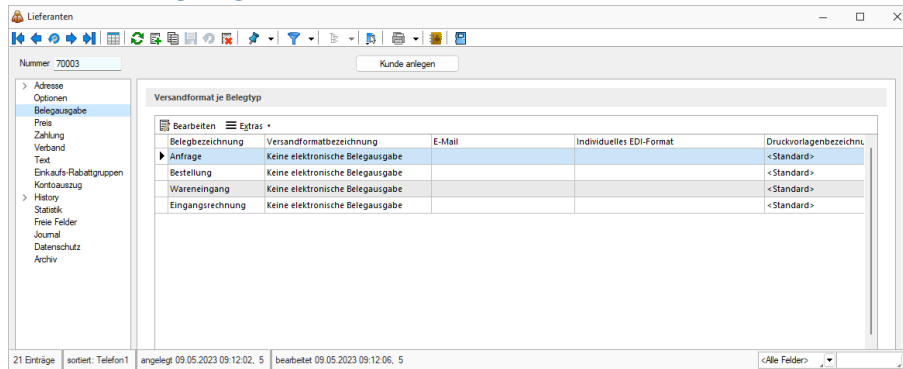 Lieferanten
Nummer 70003 Kunde anlegen
Adresse
Optionen
Belegausgabe
Preis
Zahlung
Verband
Text
Einkaufs-Rabattgruppen
Kontoauszug
History
Statistik
Freie Felder
Journal
Datenschutz
Archiv
Versandformat je Belegtyp
Bearbeiten Extras
Belegbezeichnung Versandformatbezeichnung E-Mail Individuelles EDI-Format Druckvorlagenbezeichnu
Anfrage Keine elektronische Belegausgabe <Standard>
Bestellung Keine elektronische Belegausgabe <Standard>
Wareneingang Keine elektronische Belegausgabe <Standard>
Eingangsrechnung Keine elektronische Belegausgabe <Standard>
21 Einträge sortiert: Telefon1 angelegt 09.05.2023 09:12:02, 5 bearbeitet 09.05.2023 09:12:06, 5 <Alle Felder>